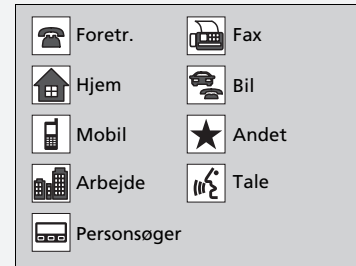 Foretr.
Fax
Hjem
Bil
Mobil
Andet
Arbejde
Tale
Personsøger